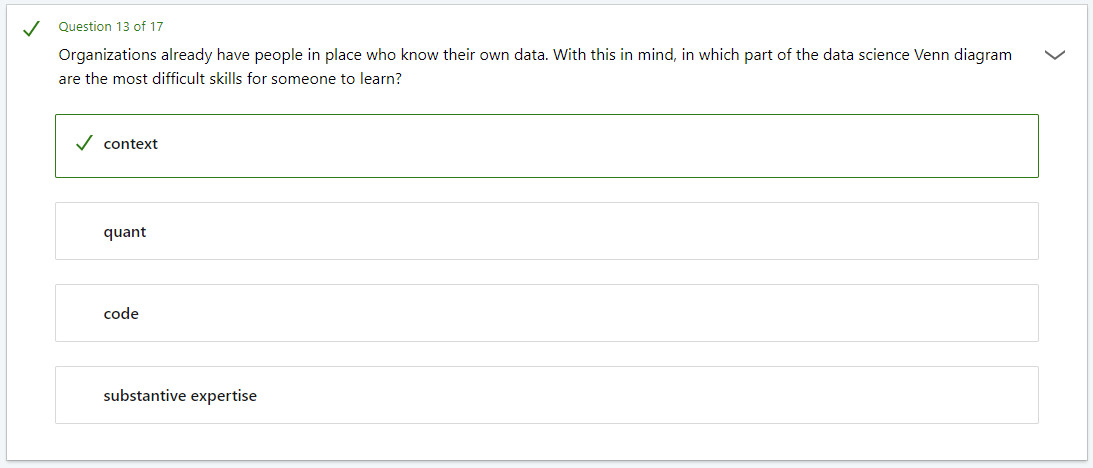 Question 13 of 17
Organizations already have people in place who know their own data. With this in mind, in which part of the data science Venn diagram
are the most difficult skills for someone to learn?
context
quant
code
substantive expertise